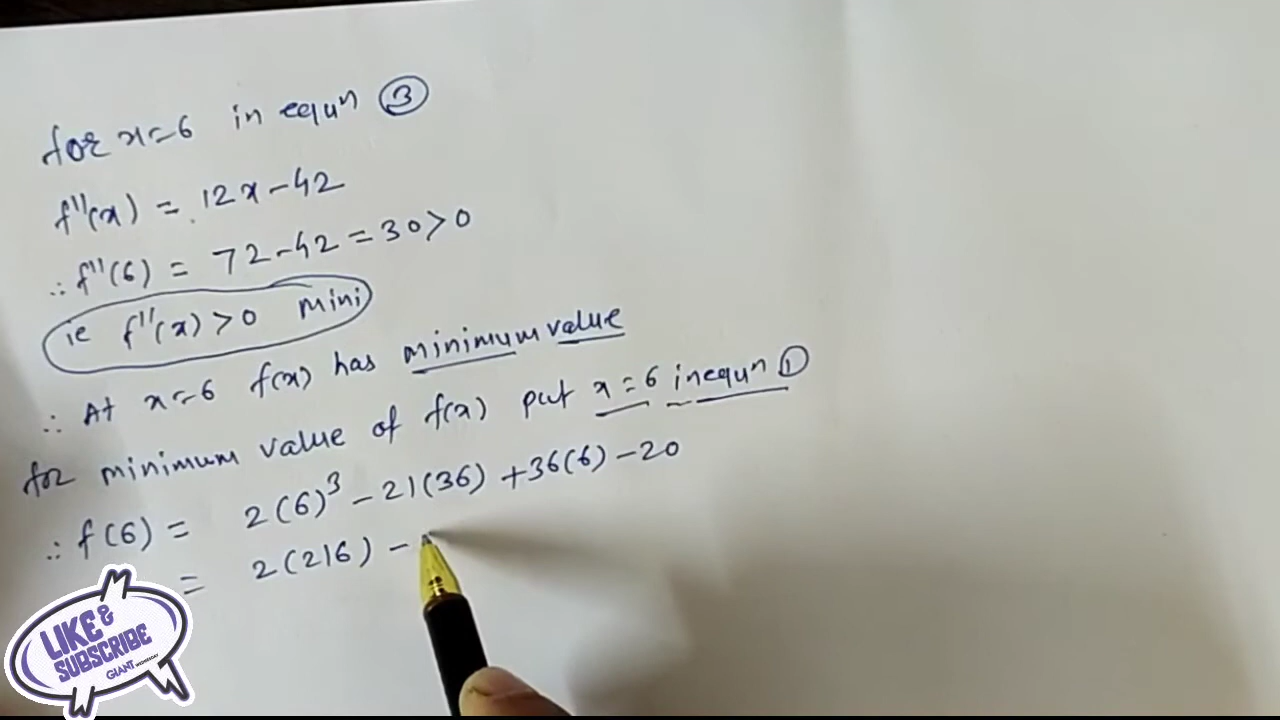 for x=6 in equn ③
f''(x) = 12x-42
∴ f''(6) = 72-42 = 30>0
ie f''(x)>0 mini
∴ At x=6 f(x) has minimum value
for minimum value of f(x) put x=6 in equn ①
∴ f(6) = 2(6)³ - 21(36) + 36(6) - 20
= 2(216) -
LIKE &
SUBSCRIBE
GIANT WEDNESDAY